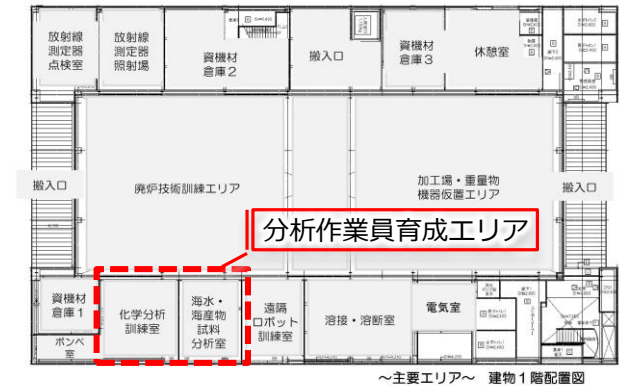 放射線
測定器
点検室
放射線
測定器
照射場
資機材
倉庫2
搬入口
資機材
倉庫3
休憩室
搬入口
廃炉技術訓練エリア
加工場・重量物
機器仮置エリア
搬入口
分析作業員育成エリア
資機材
倉庫1
ボンベ
室
化学分析
訓練室
海水・
海産物
試料
分析室
遠隔
ロボット
訓練室
溶接・溶断室
電気室
～主要エリア～ 建物1階配置図